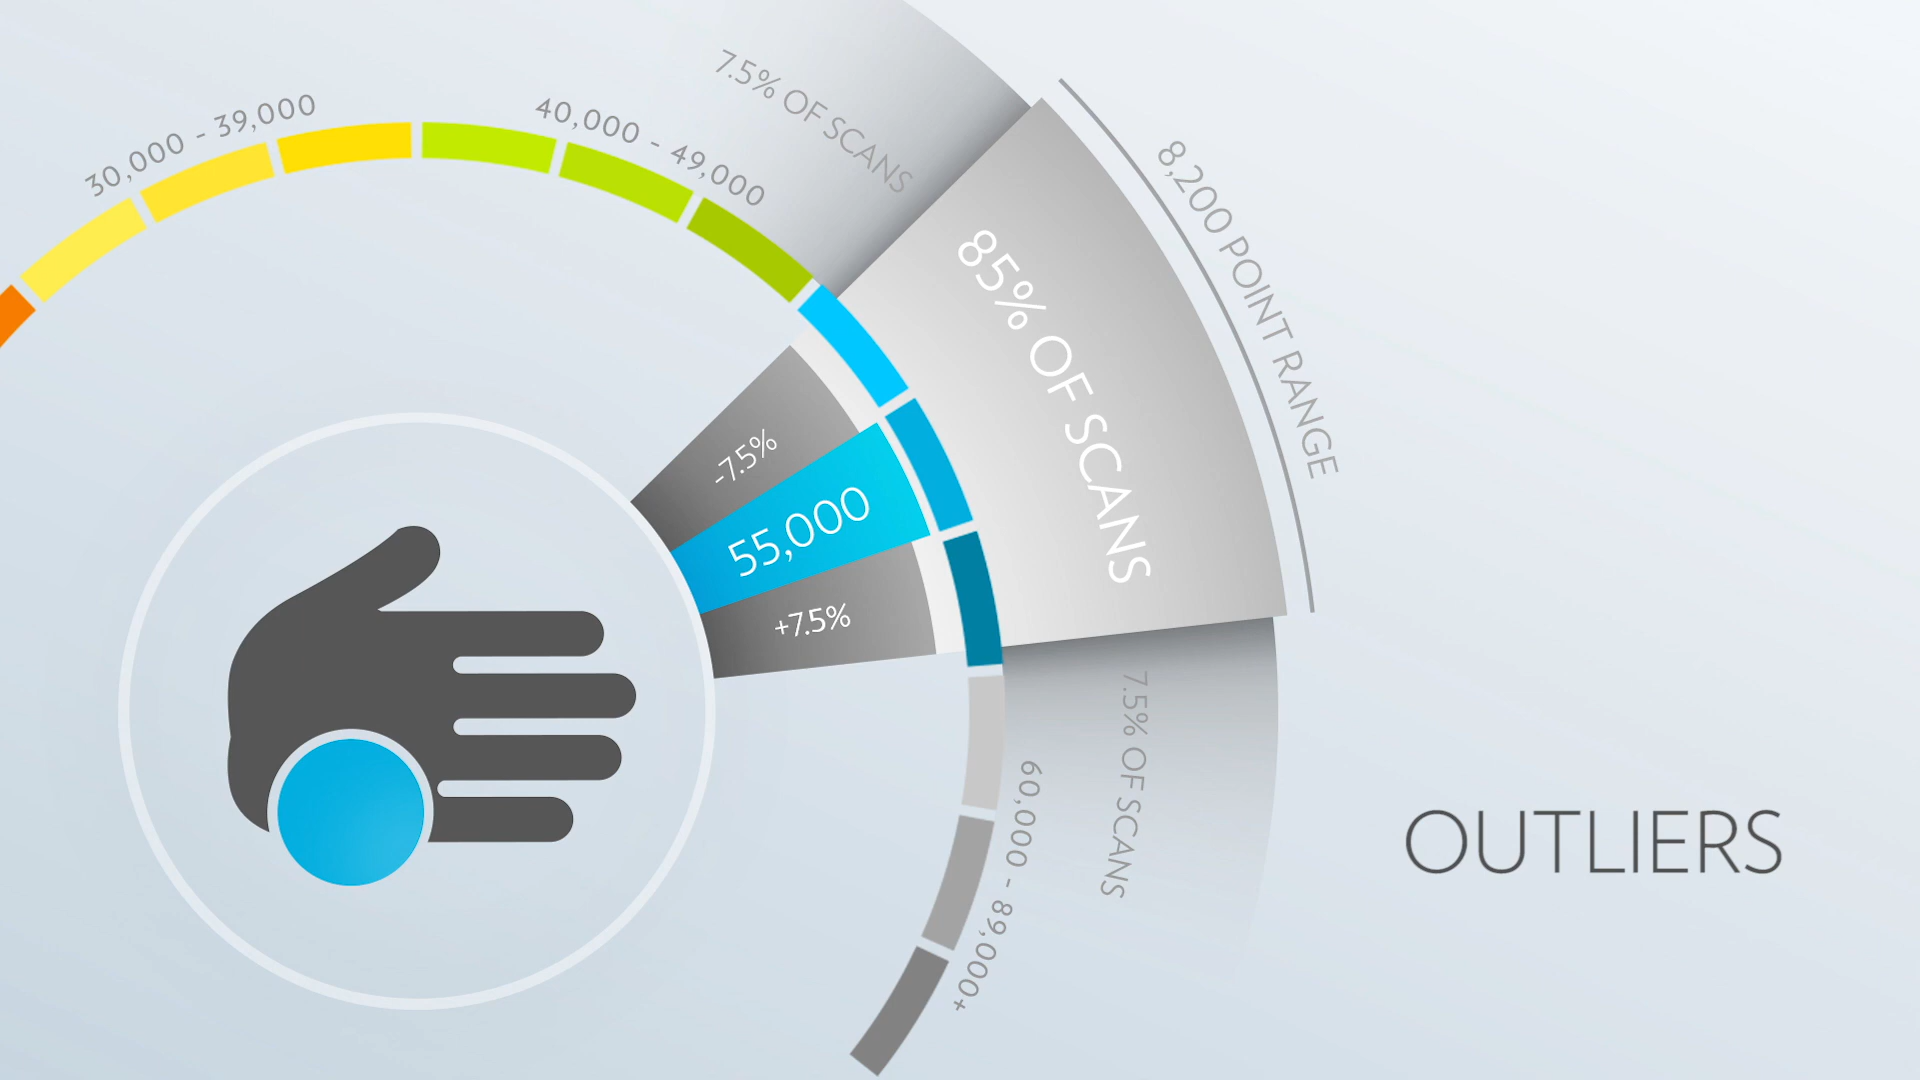 30,000 - 39,000
40,000 - 49,000
7.5% OF SCANS
85% OF SCANS
8,200 POINT RANGE
-7.5%
55,000
+7.5%
7.5% OF SCANS
60,000 - 89,000+
OUTLIERS